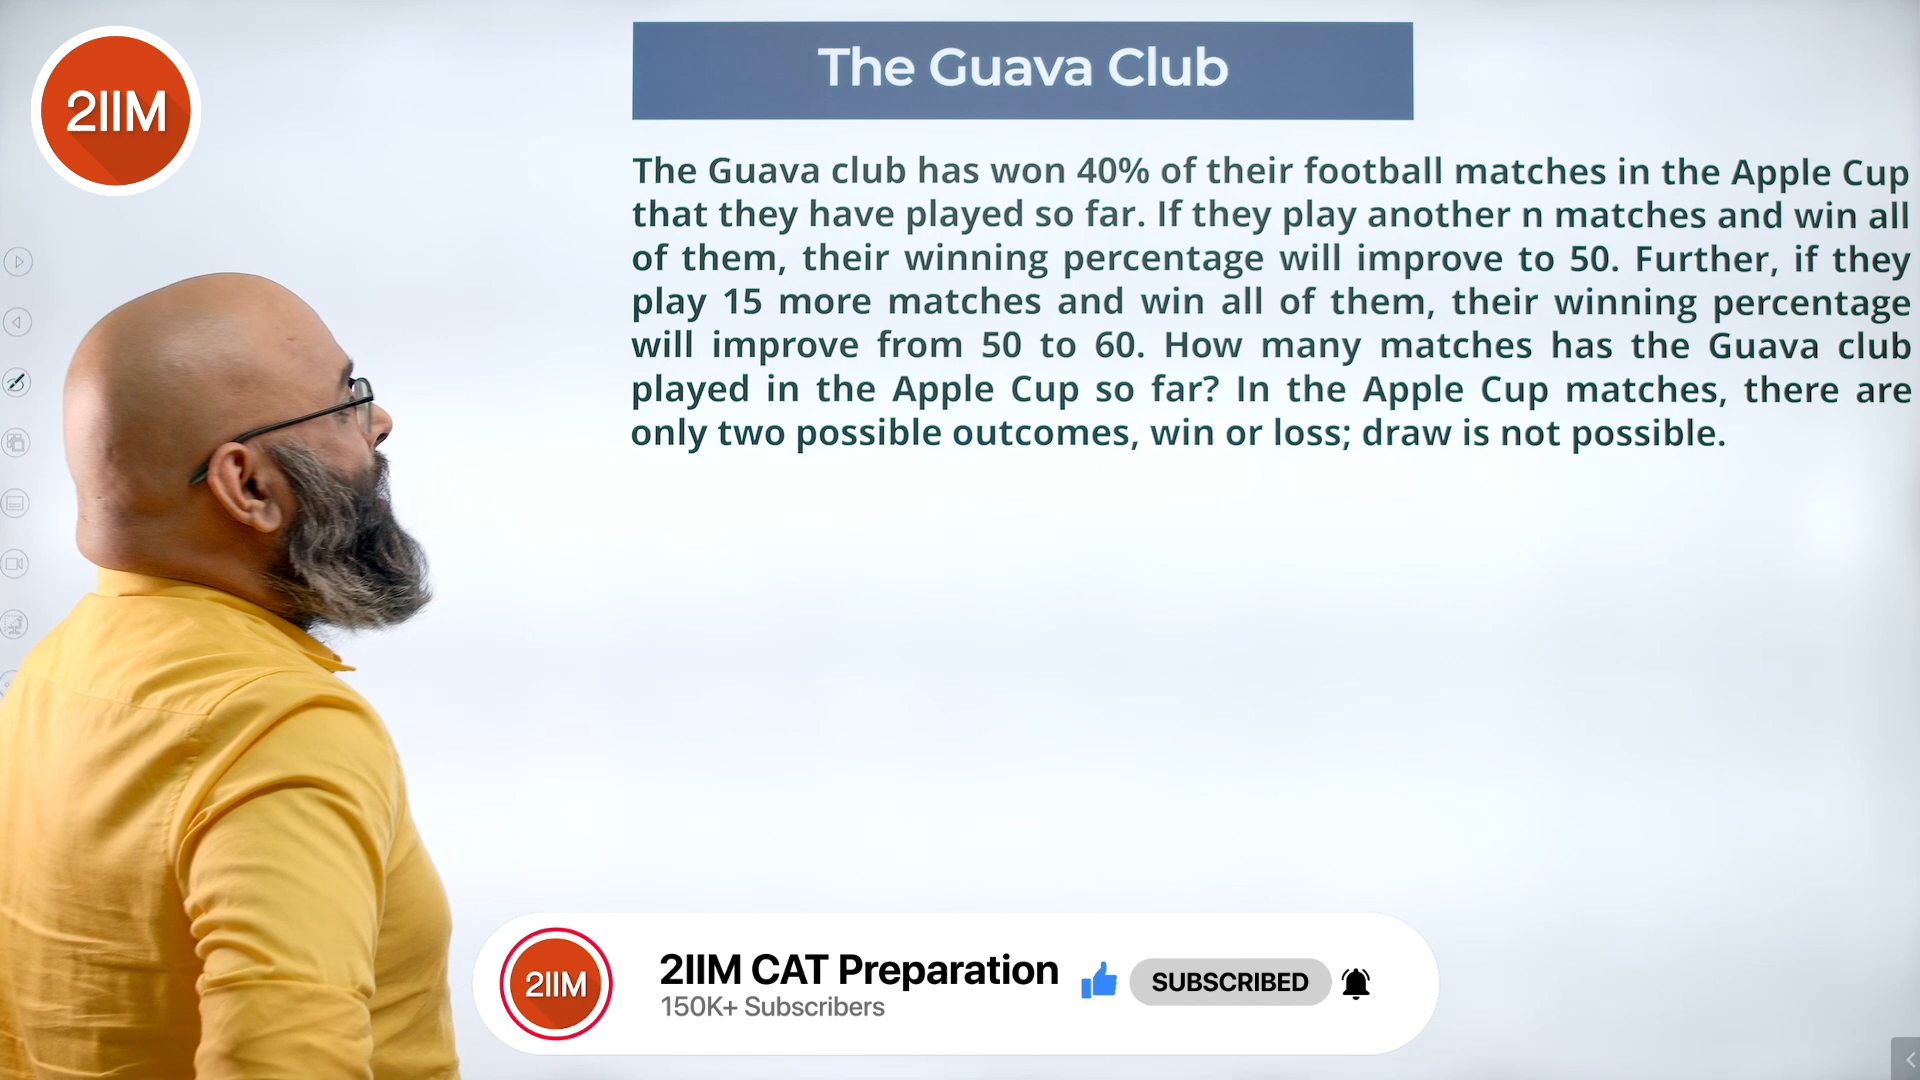 2IIM
The Guava Club
The Guava club has won 40% of their football matches in the Apple Cup
that they have played so far. If they play another n matches and win all
of them, their winning percentage will improve to 50. Further, if they
play 15 more matches and win all of them, their winning percentage
will improve from 50 to 60. How many matches has the Guava club
played in the Apple Cup so far? In the Apple Cup matches, there are
only two possible outcomes, win or loss; draw is not possible.
2IIM
2IIM CAT Preparation
150K+ Subscribers
SUBSCRIBED